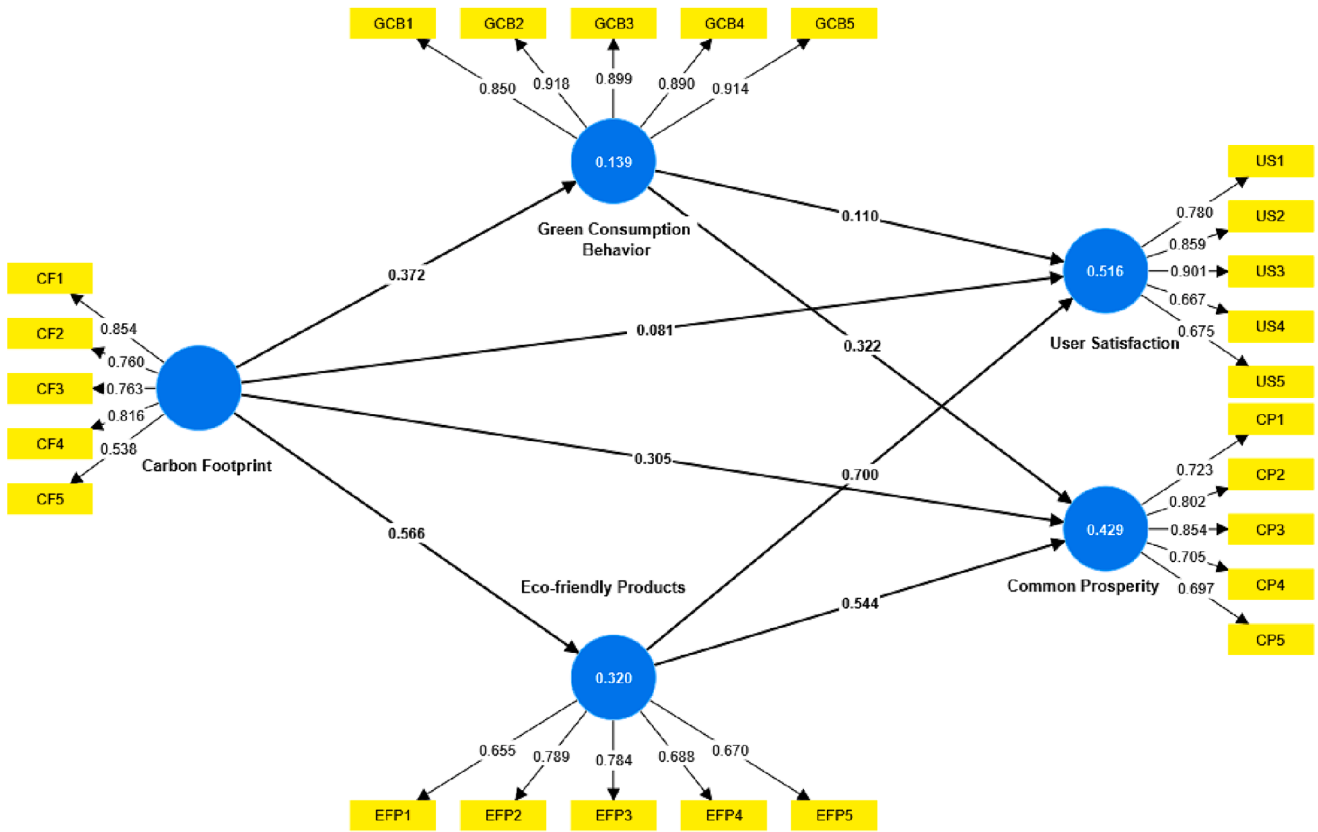 GCB1 GCB2 GCB3 GCB4 GCB5
0.850 0.918 0.899 0.890 0.914
0.139
Green Consumption
Behavior
US1
US2
US3
US4
US5
0.780
0.859
0.901
0.667
0.675
0.516
User Satisfaction
0.110
0.372
0.081
0.322
CF1
CF2
CF3
CF4
CF5
0.854
0.760
0.763
0.816
0.538
Carbon Footprint
0.305
0.700
0.566
0.544
CP1
CP2
CP3
CP4
CP5
0.723
0.802
0.854
0.705
0.697
0.429
Common Prosperity
Eco-friendly Products
0.320
0.655 0.789 0.784 0.688 0.670
EFP1 EFP2 EFP3 EFP4 EFP5